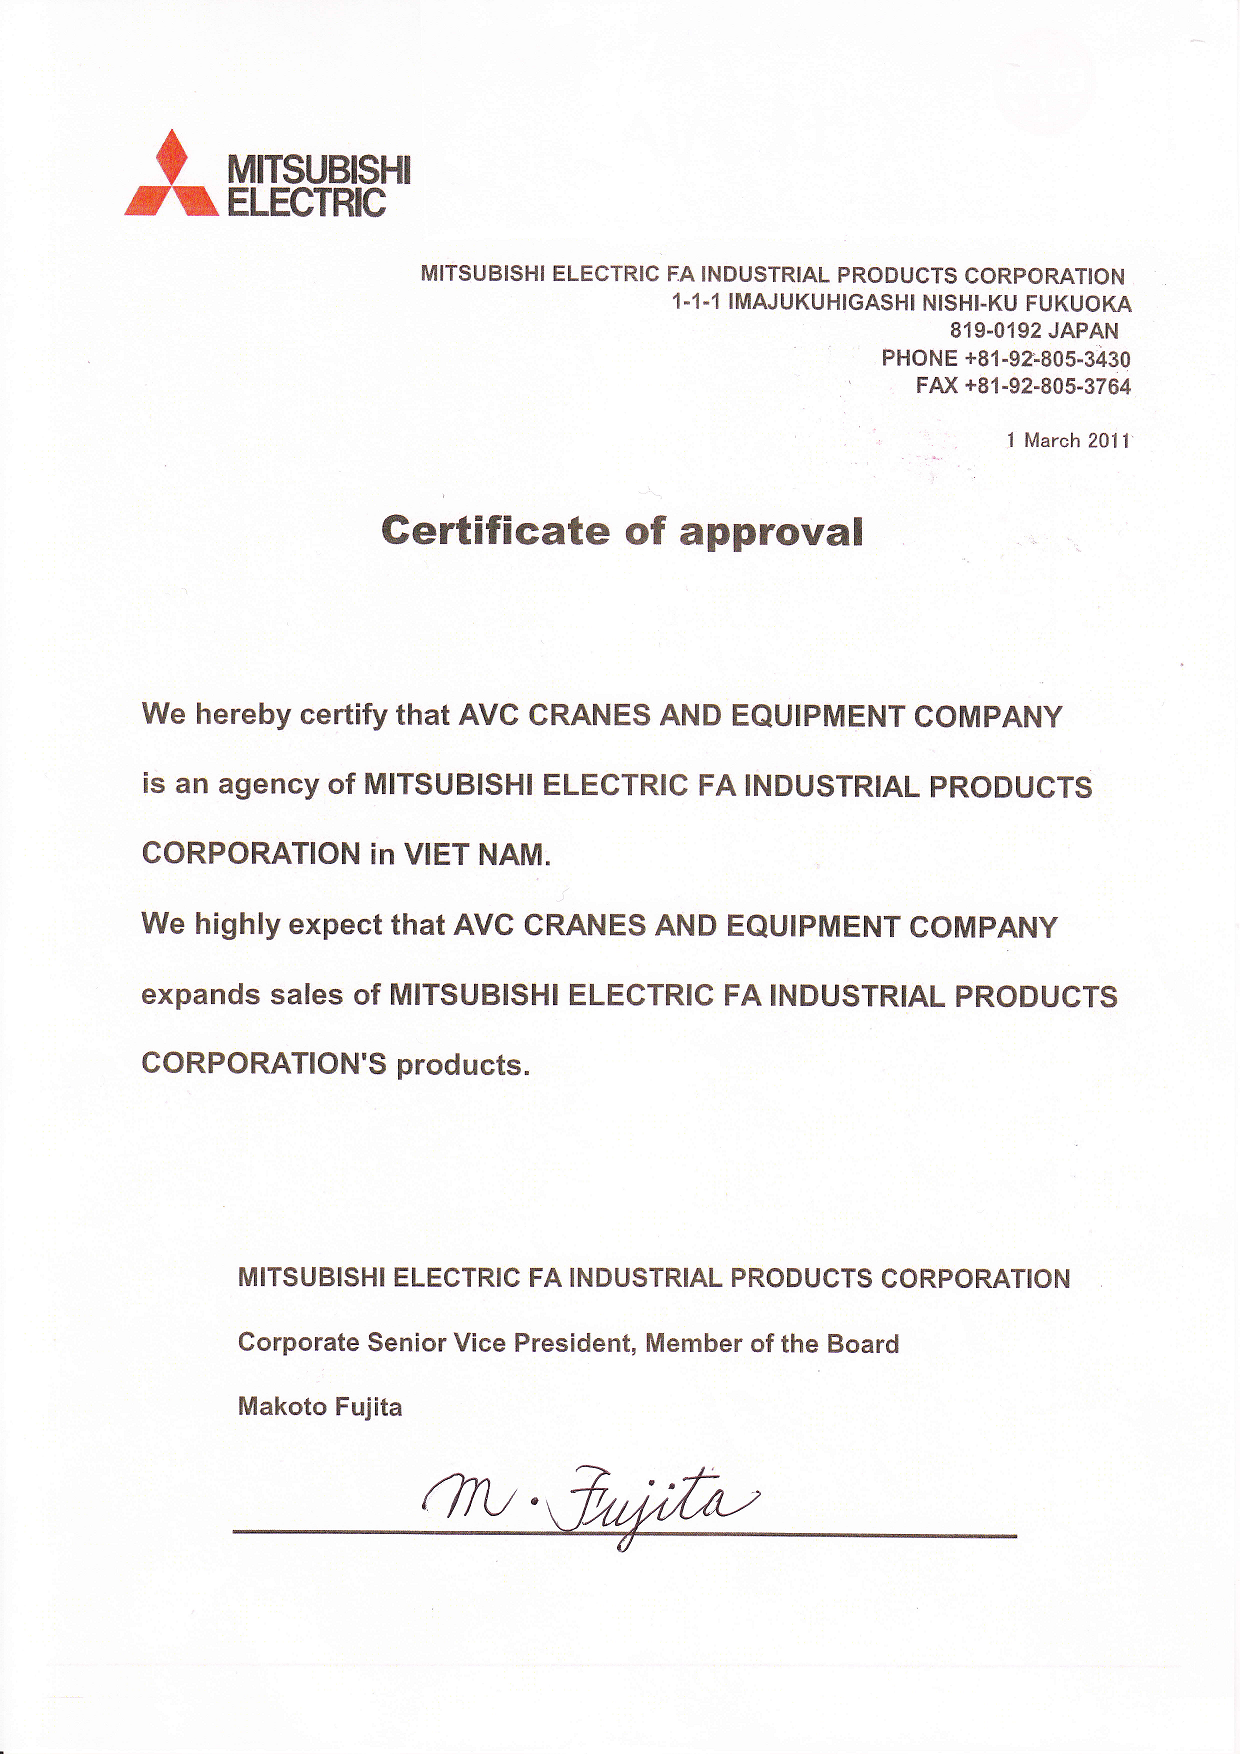 MITSUBISHI
ELECTRIC
MITSUBISHI ELECTRIC FA INDUSTRIAL PRODUCTS CORPORATION
1-1-1 IMAJUKUHIGASHI NISHI-KU FUKUOKA
819-0192 JAPAN
PHONE +81-92-805-3430
FAX +81-92-805-3764
1 March 2011
Certificate of approval
We hereby certify that AVC CRANES AND EQUIPMENT COMPANY
is an agency of MITSUBISHI ELECTRIC FA INDUSTRIAL PRODUCTS
CORPORATION in VIET NAM.
We highly expect that AVC CRANES AND EQUIPMENT COMPANY
expands sales of MITSUBISHI ELECTRIC FA INDUSTRIAL PRODUCTS
CORPORATION'S products.
MITSUBISHI ELECTRIC FA INDUSTRIAL PRODUCTS CORPORATION
Corporate Senior Vice President, Member of the Board
Makoto Fujita
M. Fujita